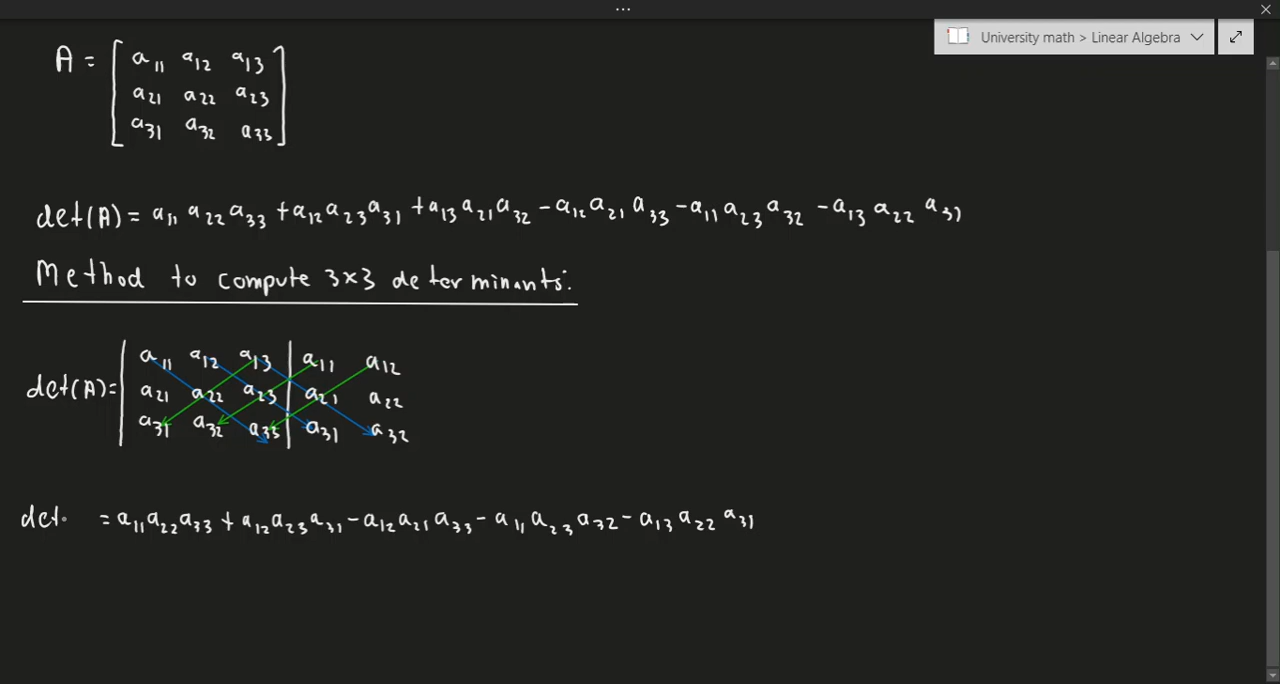 ...
University math > Linear Algebra
A = [ a₁₁ a₁₂ a₁₃
a₂₁ a₂₂ a₂₃
a₃₁ a₃₂ a₃₃ ]
det(A) = a₁₁ a₂₂ a₃₃ + a₁₂ a₂₃ a₃₁ + a₁₃ a₂₁ a₃₂ - a₁₂ a₂₁ a₃₃ - a₁₁ a₂₃ a₃₂ - a₁₃ a₂₂ a₃₁
Method to compute 3×3 determinants:
det(A) = | a₁₁ a₁₂ a₁₃ | a₁₁ a₁₂
a₂₁ a₂₂ a₂₃ | a₂₁ a₂₂
a₃₁ a₃₂ a₃₃ | a₃₁ a₃₂
det = a₁₁ a₂₂ a₃₃ + a₁₂ a₂₃ a₃₁ - a₁₂ a₂₁ a₃₃ - a₁₁ a₂₃ a₃₂ - a₁₃ a₂₂ a₃₁